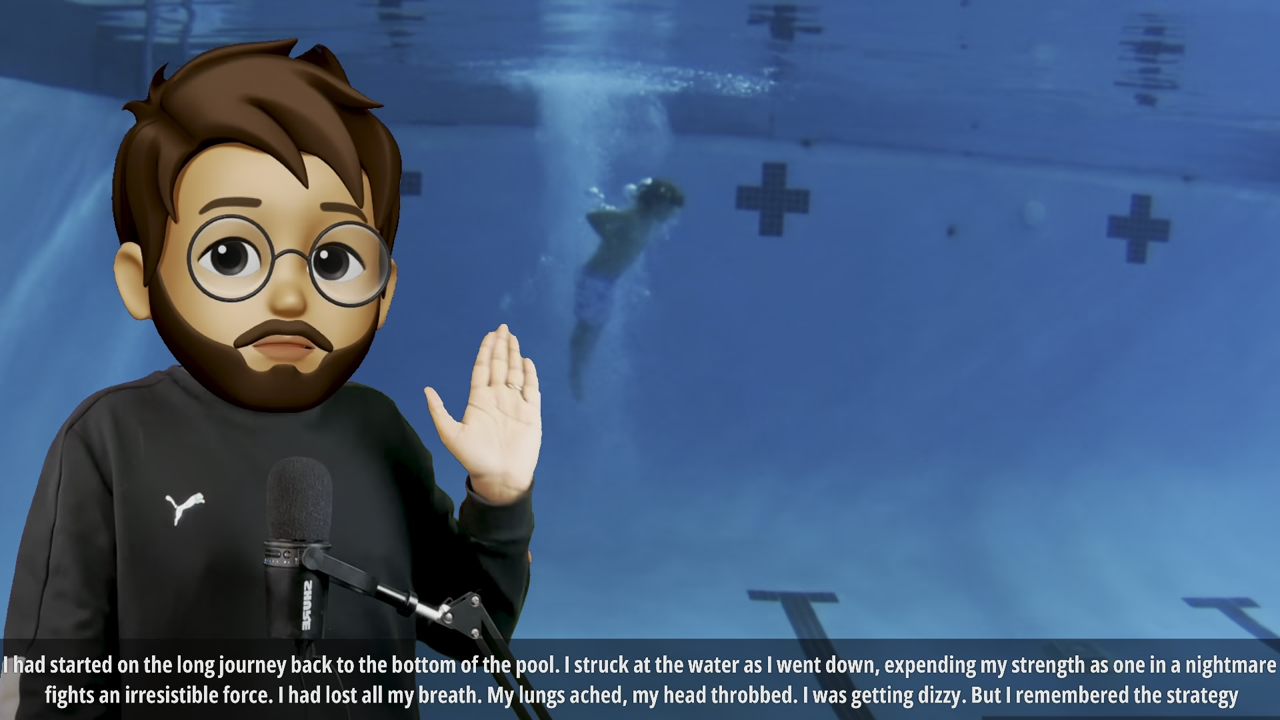 SHURE
I had started on the long journey back to the bottom of the pool. I struck at the water as I went down, expending my strength as one in a nightmare
fights an irresistible force. I had lost all my breath. My lungs ached, my head throbbed. I was getting dizzy. But I remembered the strategy